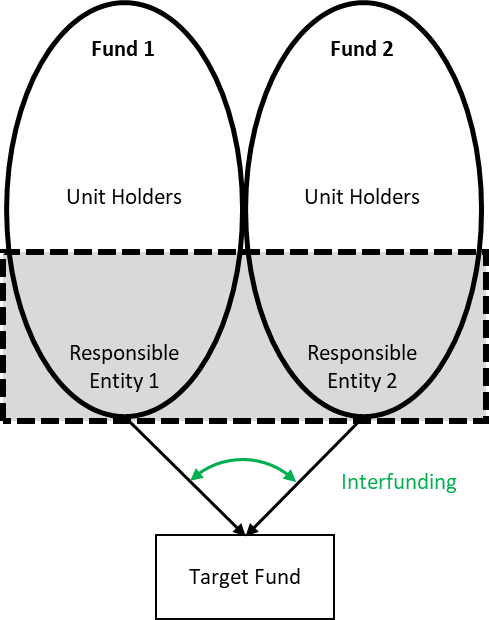 Fund 1
Fund 2
Unit Holders
Unit Holders
Responsible
Entity 1
Responsible
Entity 2
Interfunding
Target Fund